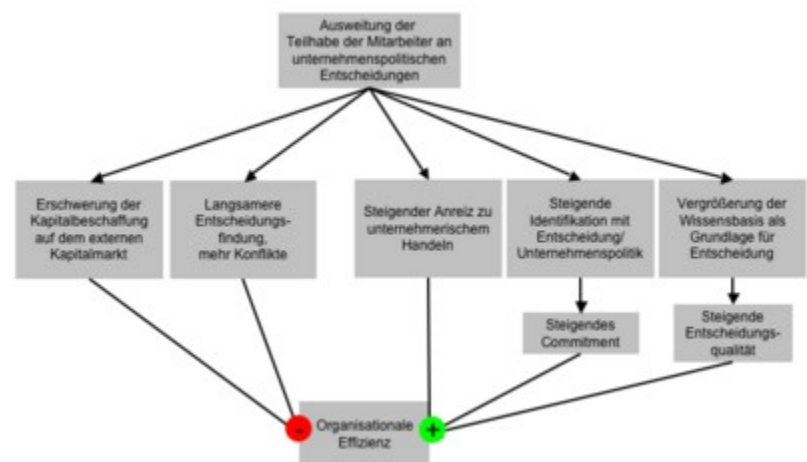 Ausweitung der
Teilhabe der Mitarbeiter an
unternehmenspolitischen
Entscheidungen
Erschwerung der
Kapitalbeschaffung
auf dem externen
Kapitalmarkt
Langsamere
Entscheidungs-
findung,
mehr Konflikte
Steigender Anreiz zu
unternehmerischem
Handeln
Steigende
Identifikation mit
Entscheidung/
Unternehmenspolitik
Vergrößerung der
Wissensbasis als
Grundlage für
Entscheidung
Steigendes
Commitment
Steigende
Entscheidungs-
qualität
-
Organisationale
Effizienz
+